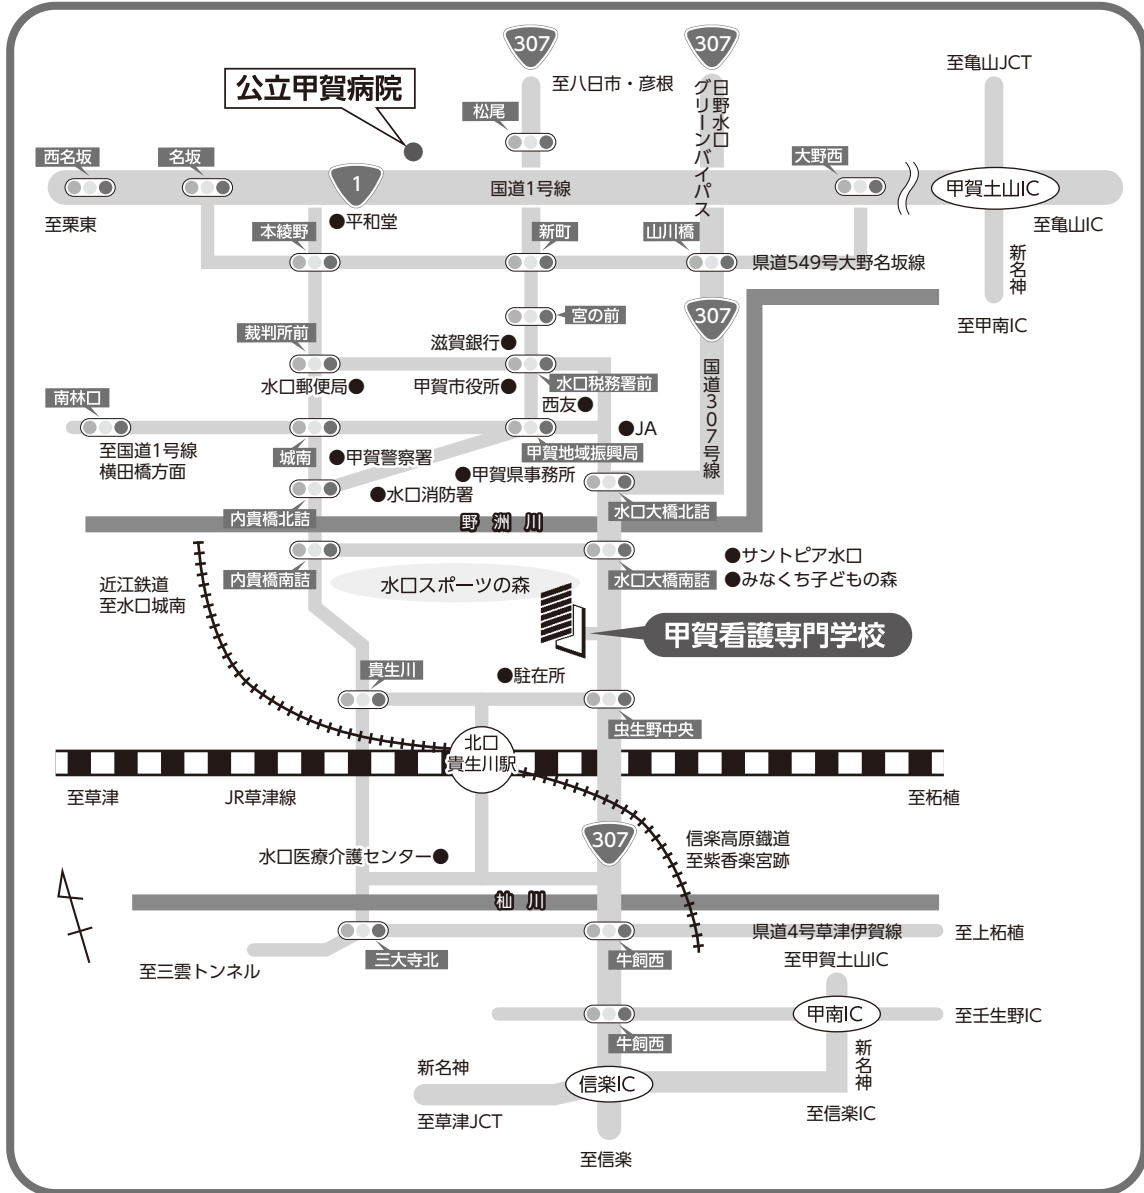 307
307
至八日市・彦根
至亀山JCT
公立甲賀病院
日野水口
グリーンバイパス
松尾
西名坂
名坂
大野西
1
国道1号線
甲賀土山IC
至栗東
●平和堂
至亀山IC
本綾野
新町
山川橋
県道549号大野名坂線
新名神
宮の前
307
至甲南IC
裁判所前
滋賀銀行●
水口郵便局●
甲賀市役所●
水口税務署前
国道307号線
南林口
西友●
●JA
至国道1号線
横田橋方面
城南
●甲賀警察署
甲賀地域振興局
●甲賀県事務所
●水口消防署
内貴橋北詰
水口大橋北詰
野洲川
近江鉄道
至水口城南
内貴橋南詰
水口スポーツの森
水口大橋南詰
●サントピア水口
●みなくち子どもの森
甲賀看護専門学校
貴生川
●駐在所
虫生野中央
北口
貴生川駅
至草津
JR草津線
至柘植
307
信楽高原鐵道
至紫香楽宮跡
水口医療介護センター●
杣川
県道4号草津伊賀線
至上柘植
三大寺北
牛飼西
至三雲トンネル
至甲賀土山IC
甲南IC
至壬生野IC
牛飼西
新名神
新名神
信楽IC
至草津JCT
至信楽IC
至信楽